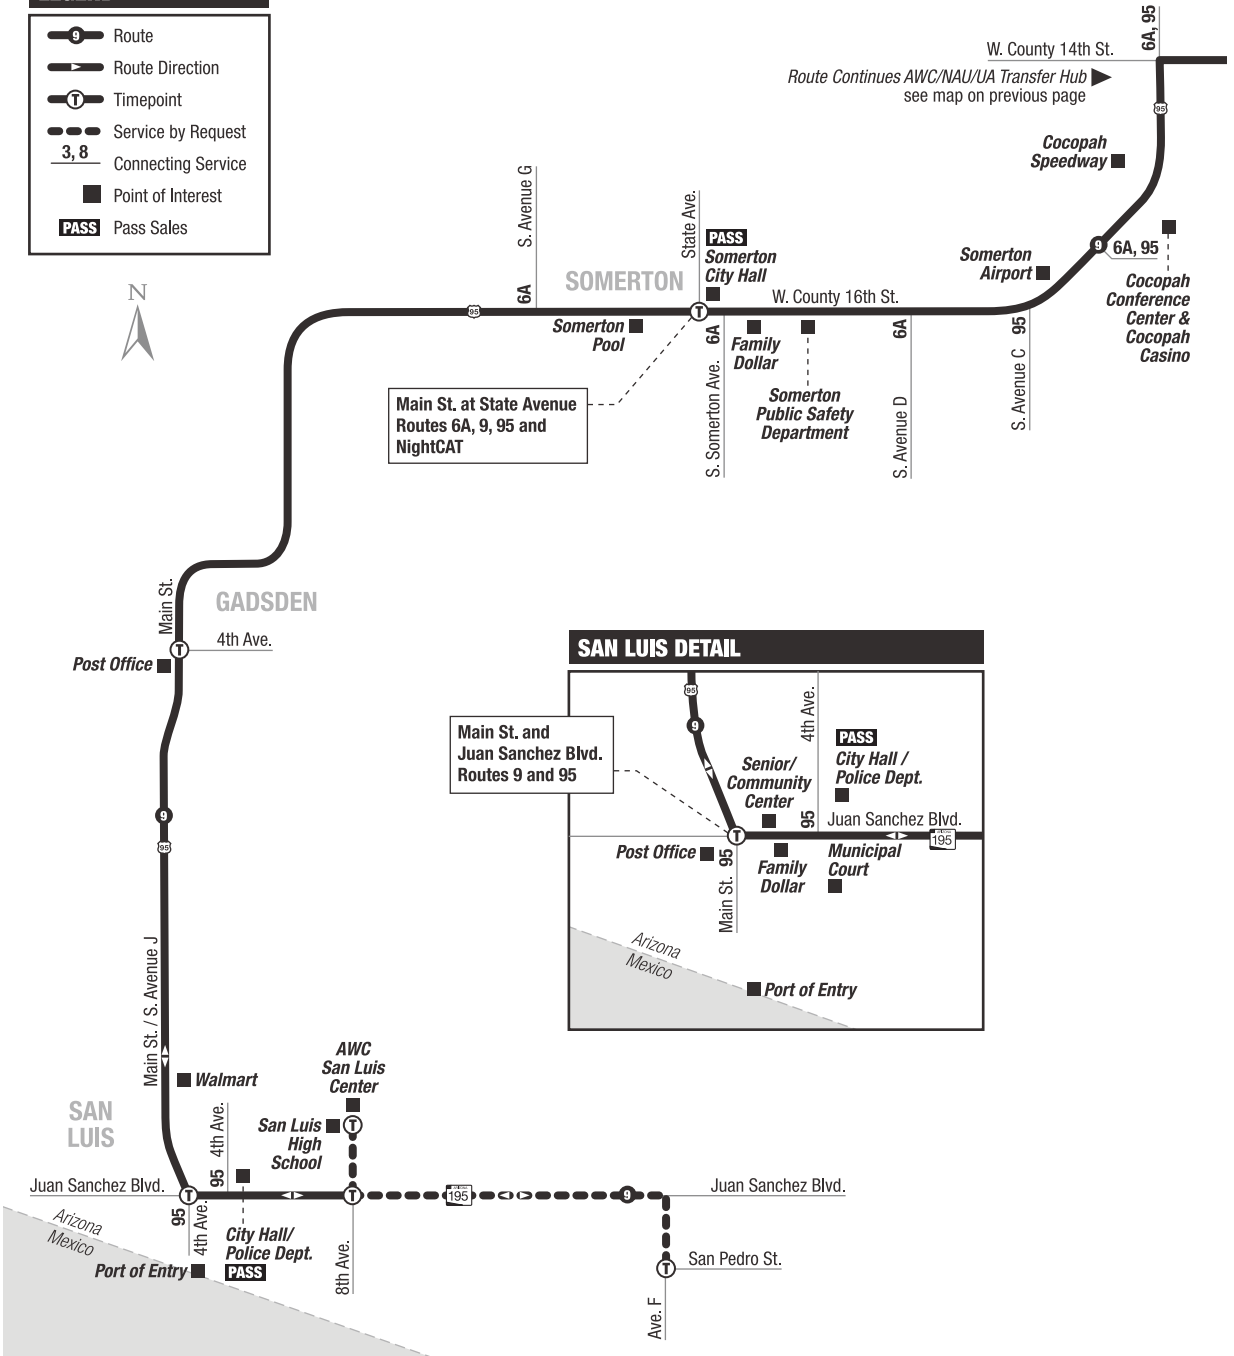 9
Route
Route Direction
T
Timepoint
Service by Request
3, 8
Connecting Service
Point of Interest
PASS
Pass Sales
N
6A, 95
W. County 14th St.
Route Continues AWC/NAU/UA Transfer Hub
see map on previous page
95
Cocopah
Speedway
9
6A, 95
Somerton
Airport
Cocopah
Conference
Center &
Cocopah
Casino
S. Avenue G
6A
State Ave.
PASS
Somerton
City Hall
SOMERTON
W. County 16th St.
95
T
Somerton
Pool
6A
S. Somerton Ave.
Family
Dollar
Somerton
Public Safety
Department
6A
S. Avenue D
95
S. Avenue C
Main St. at State Avenue
Routes 6A, 9, 95 and
NightCAT
Main St.
GADSDEN
T
4th Ave.
Post Office
9
95
Main St. / S. Avenue J
Walmart
SAN
LUIS
SAN LUIS DETAIL
95
9
4th Ave.
Main St. and
Juan Sanchez Blvd.
Routes 9 and 95
Senior/
Community
Center
PASS
City Hall /
Police Dept.
95
Juan Sanchez Blvd.
T
195
Post Office
95
Main St.
Family
Dollar
Municipal
Court
Arizona
Mexico
Port of Entry
AWC
San Luis
Center
San Luis
High
School
T
4th Ave.
95
Juan Sanchez Blvd.
T
T
195
9
Juan Sanchez Blvd.
95
4th Ave.
City Hall/
Police Dept.
PASS
Arizona
Mexico
Port of Entry
8th Ave.
T
San Pedro St.
Ave. F